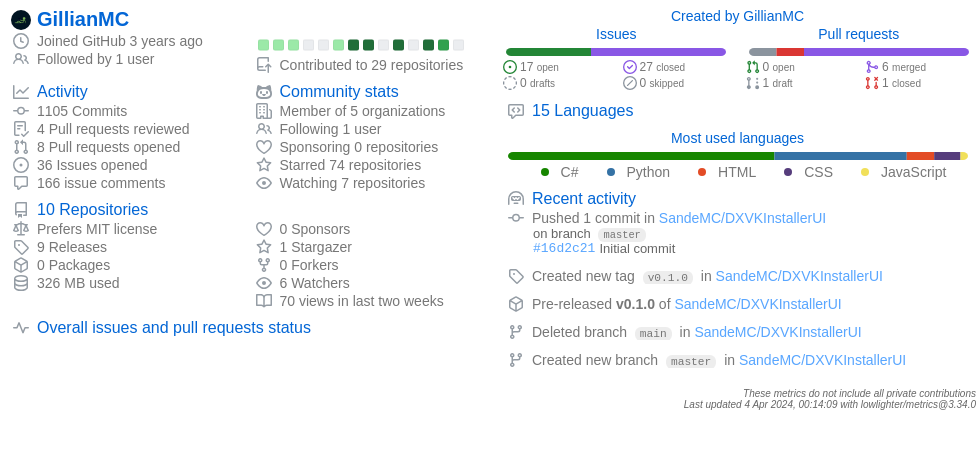 GillianMC
Joined GitHub 3 years ago
Followed by 1 user
Contributed to 29 repositories
Activity
1105 Commits
4 Pull requests reviewed
8 Pull requests opened
36 Issues opened
166 issue comments
Community stats
Member of 5 organizations
Following 1 user
Sponsoring 0 repositories
Starred 74 repositories
Watching 7 repositories
10 Repositories
Prefers MIT license
9 Releases
0 Packages
326 MB used
0 Sponsors
1 Stargazer
0 Forkers
6 Watchers
70 views in last two weeks
Overall issues and pull requests status
Created by GillianMC
Issues
17 open
27 closed
0 drafts
0 skipped
Pull requests
0 open
6 merged
1 draft
1 closed
15 Languages
Most used languages
C# Python HTML CSS JavaScript
Recent activity
Pushed 1 commit in SandeMC/DXVKInstallerUI
on branch master
#16d2c21 Initial commit
Created new tag v0.1.0 in SandeMC/DXVKInstallerUI
Pre-released v0.1.0 of SandeMC/DXVKInstallerUI
Deleted branch main in SandeMC/DXVKInstallerUI
Created new branch master in SandeMC/DXVKInstallerUI
These metrics do not include all private contributions
Last updated 4 Apr 2024, 00:14:09 with lowlighter/metrics@3.34.0